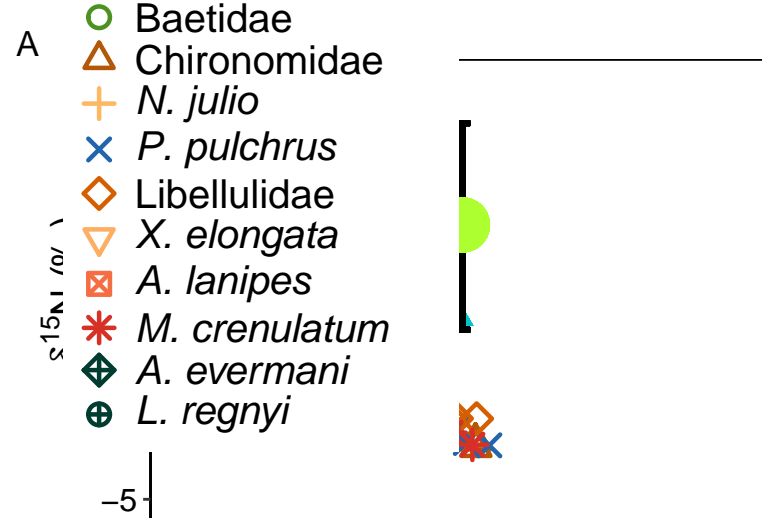 A
Baetidae
Chironomidae
N. julio
P. pulchrus
Libellulidae
X. elongata
A. lanipes
M. crenulatum
A. evermani
L. regnyi
–5